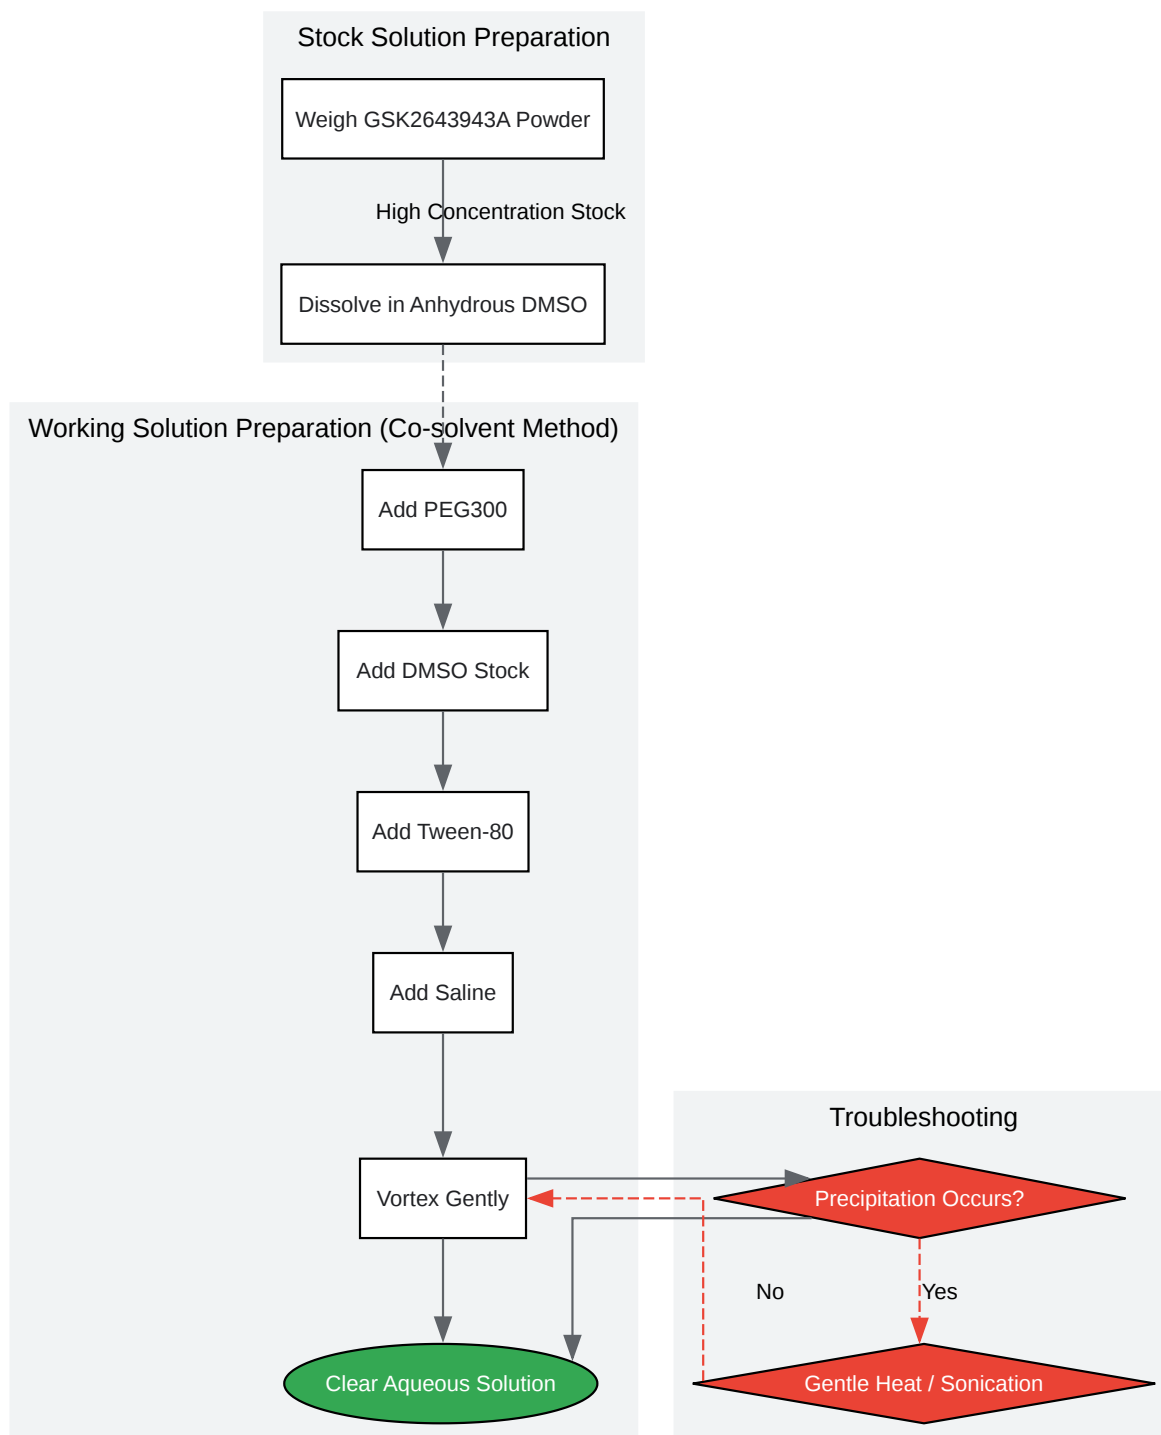 Stock Solution Preparation
Weigh GSK2643943A Powder
High Concentration Stock
Dissolve in Anhydrous DMSO
Working Solution Preparation (Co-solvent Method)
Add PEG300
Add DMSO Stock
Add Tween-80
Add Saline
Troubleshooting
Vortex Gently
Precipitation Occurs?
No
Yes
Clear Aqueous Solution
Gentle Heat / Sonication